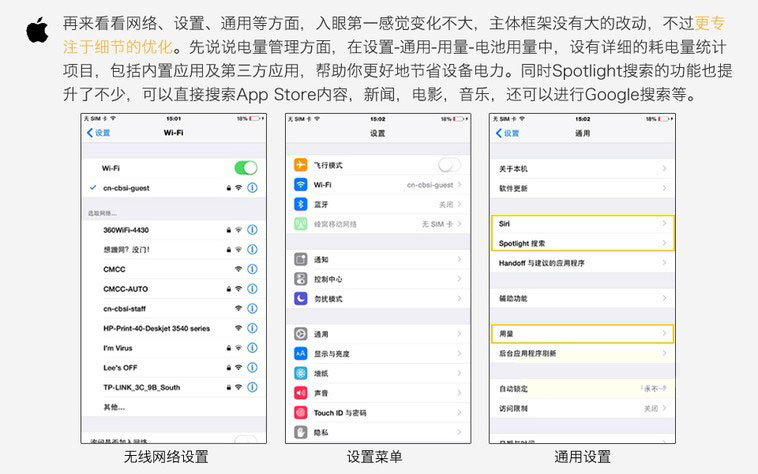 再来看看网络、设置、通用等方面，入眼第一感觉变化不大，主体框架没有大的改动，不过更专
注于细节的优化。先说说电量管理方面，在设置-通用-用量-电池用量中，设有详细的耗电量统计
项目，包括内置应用及第三方应用，帮助你更好地节省设备电力。同时Spotlight搜索的功能也提
升了不少，可以直接搜索App Store内容，新闻，电影，音乐，还可以进行Google搜索等。
无 SIM 卡 15:01 18%
设置 Wi-Fi
Wi-Fi
cn-cbsi-guest
选取网络...
360WiFi-4430
想蹭网？没门！
CMCC
CMCC-AUTO
cn-cbsi-staff
HP-Print-40-Deskjet 3540 series
I'm Virus
Lee's OFF
TP-LINK_3C_9B_South
其他...
询问是否加入网络
无线网络设置
无 SIM 卡 15:02 18%
设置
飞行模式
Wi-Fi cn-cbsi-guest
蓝牙 关闭
蜂窝移动网络 无 SIM 卡
通知
控制中心
勿扰模式
通用
显示与亮度
墙纸
声音
Touch ID 与密码
隐私
设置菜单
无 SIM 卡 15:02 18%
设置 通用
关于本机
软件更新
Siri
Spotlight 搜索
Handoff 与建议的应用程序
辅助功能
用量
后台应用程序刷新
自动锁定 永不
访问限制 关闭
日期与时间
通用设置